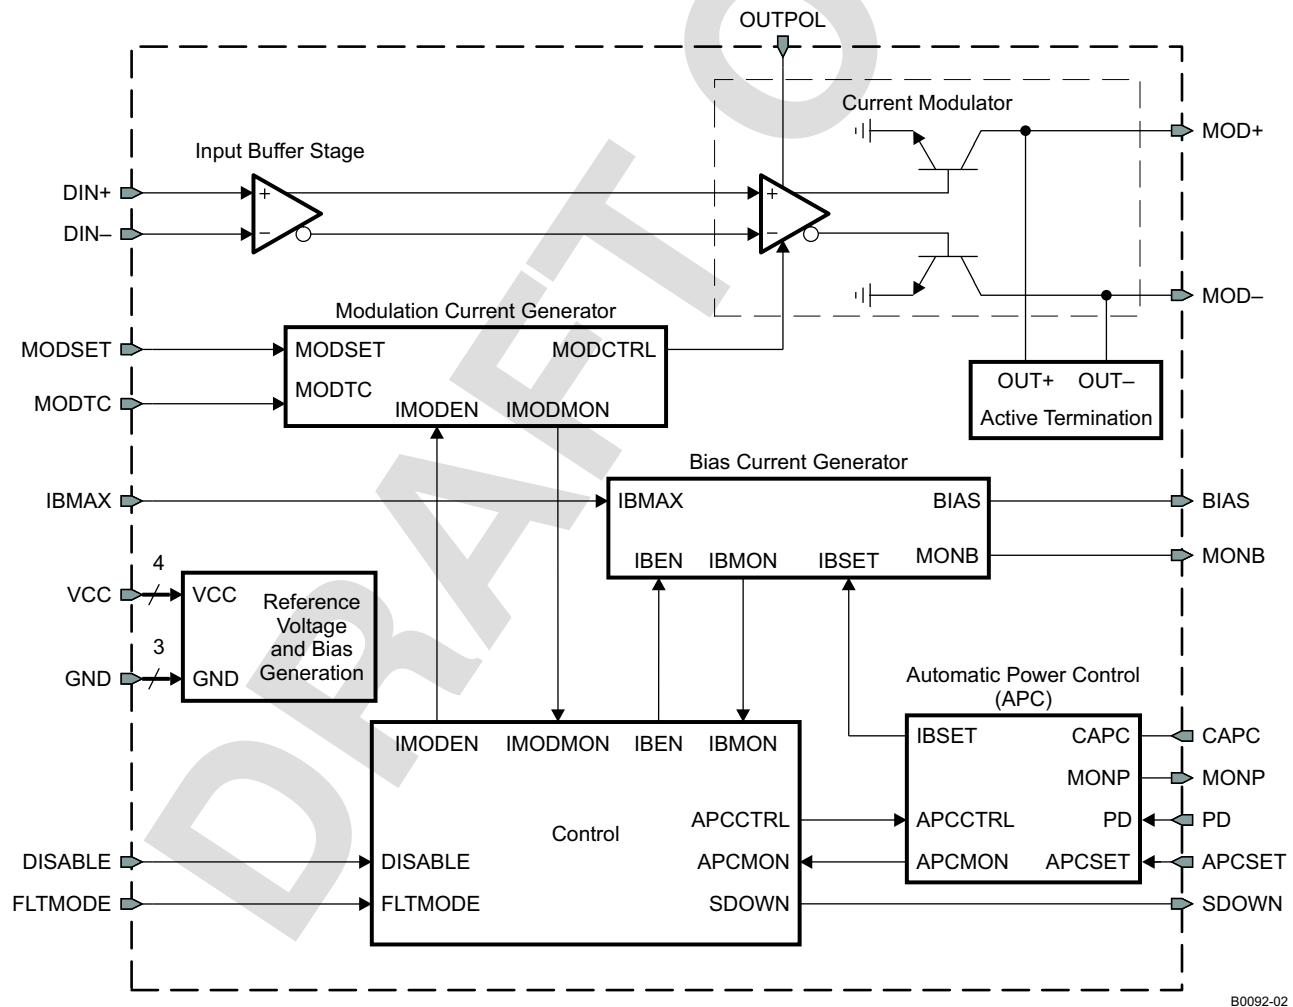 OUTPOL
Current Modulator
MOD+
Input Buffer Stage
DIN+
+
+
DIN–
–
–
MOD–
Modulation Current Generator
MODSET
MODSET
MODCTRL
MODTC
MODTC
IMODEN
IMODMON
OUT+
OUT–
Active Termination
Bias Current Generator
IBMAX
IBMAX
BIAS
BIAS
IBEN
IBMON
IBSET
MONB
MONB
4
VCC
VCC
Reference
Voltage
and Bias
Generation
3
GND
GND
Automatic Power Control
(APC)
IMODEN
IMODMON
IBEN
IBMON
IBSET
CAPC
CAPC
MONP
MONP
Control
APCCTRL
APCCTRL
PD
PD
DISABLE
DISABLE
APCMON
APCMON
APCSET
APCSET
FLTMODE
FLTMODE
SDOWN
SDOWN
B0092-02
DRAFT O